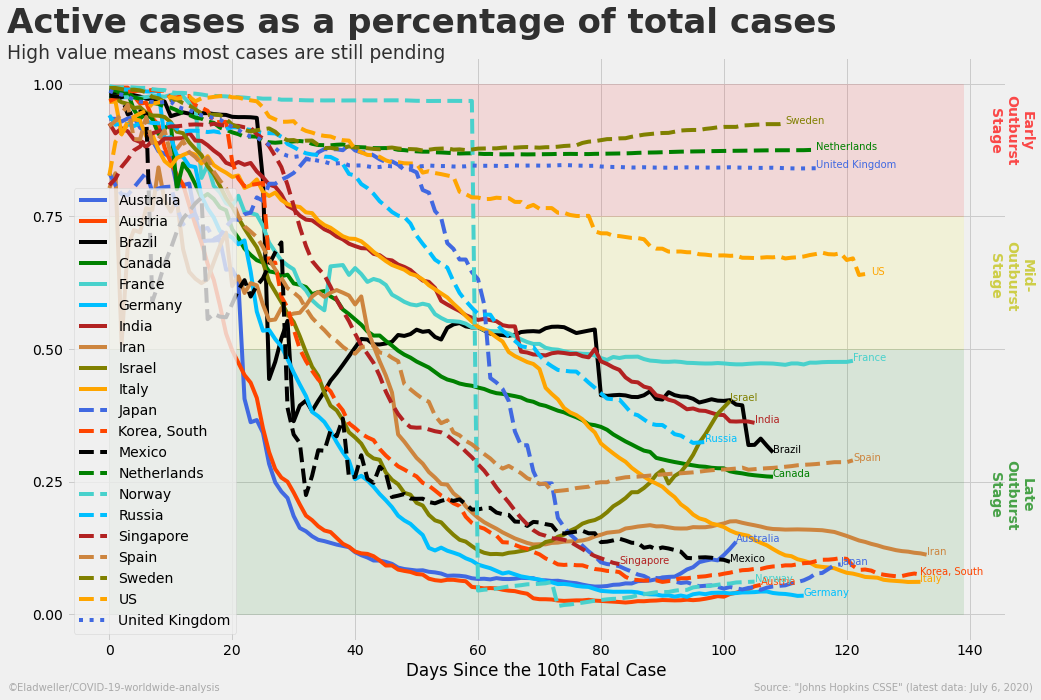 Active cases as a percentage of total cases
High value means most cases are still pending
1.00
0.75
0.50
0.25
0.00
Australia
Austria
Brazil
Canada
France
Germany
India
Iran
Israel
Italy
Japan
Korea, South
Mexico
Netherlands
Norway
Russia
Singapore
Spain
Sweden
US
United Kingdom
Sweden
Netherlands
United Kingdom
US
France
Israel
India
Russia
Brazil
Spain
Canada
Australia
Iran
Mexico
Singapore
Japan
Korea, South
Norway
Austria
Italy
Germany
Early
Outburst
Stage
Mid-
Outburst
Stage
Late
Outburst
Stage
0 20 40 60 80 100 120 140
Days Since the 10th Fatal Case
©Eladweller/COVID-19-worldwide-analysis
Source: "Johns Hopkins CSSE" (latest data: July 6, 2020)